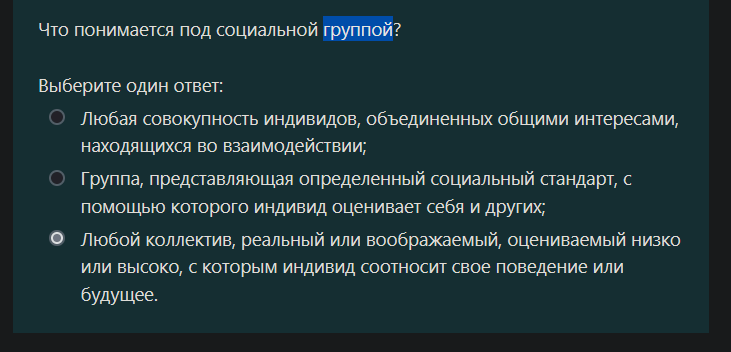 Что понимается под социальной группой?
Выберите один ответ:
Любая совокупность индивидов, объединенных общими интересами,
находящихся во взаимодействии;
Группа, представляющая определенный социальный стандарт, с
помощью которого индивид оценивает себя и других;
Любой коллектив, реальный или воображаемый, оцениваемый низко
или высоко, с которым индивид соотносит свое поведение или
будущее.